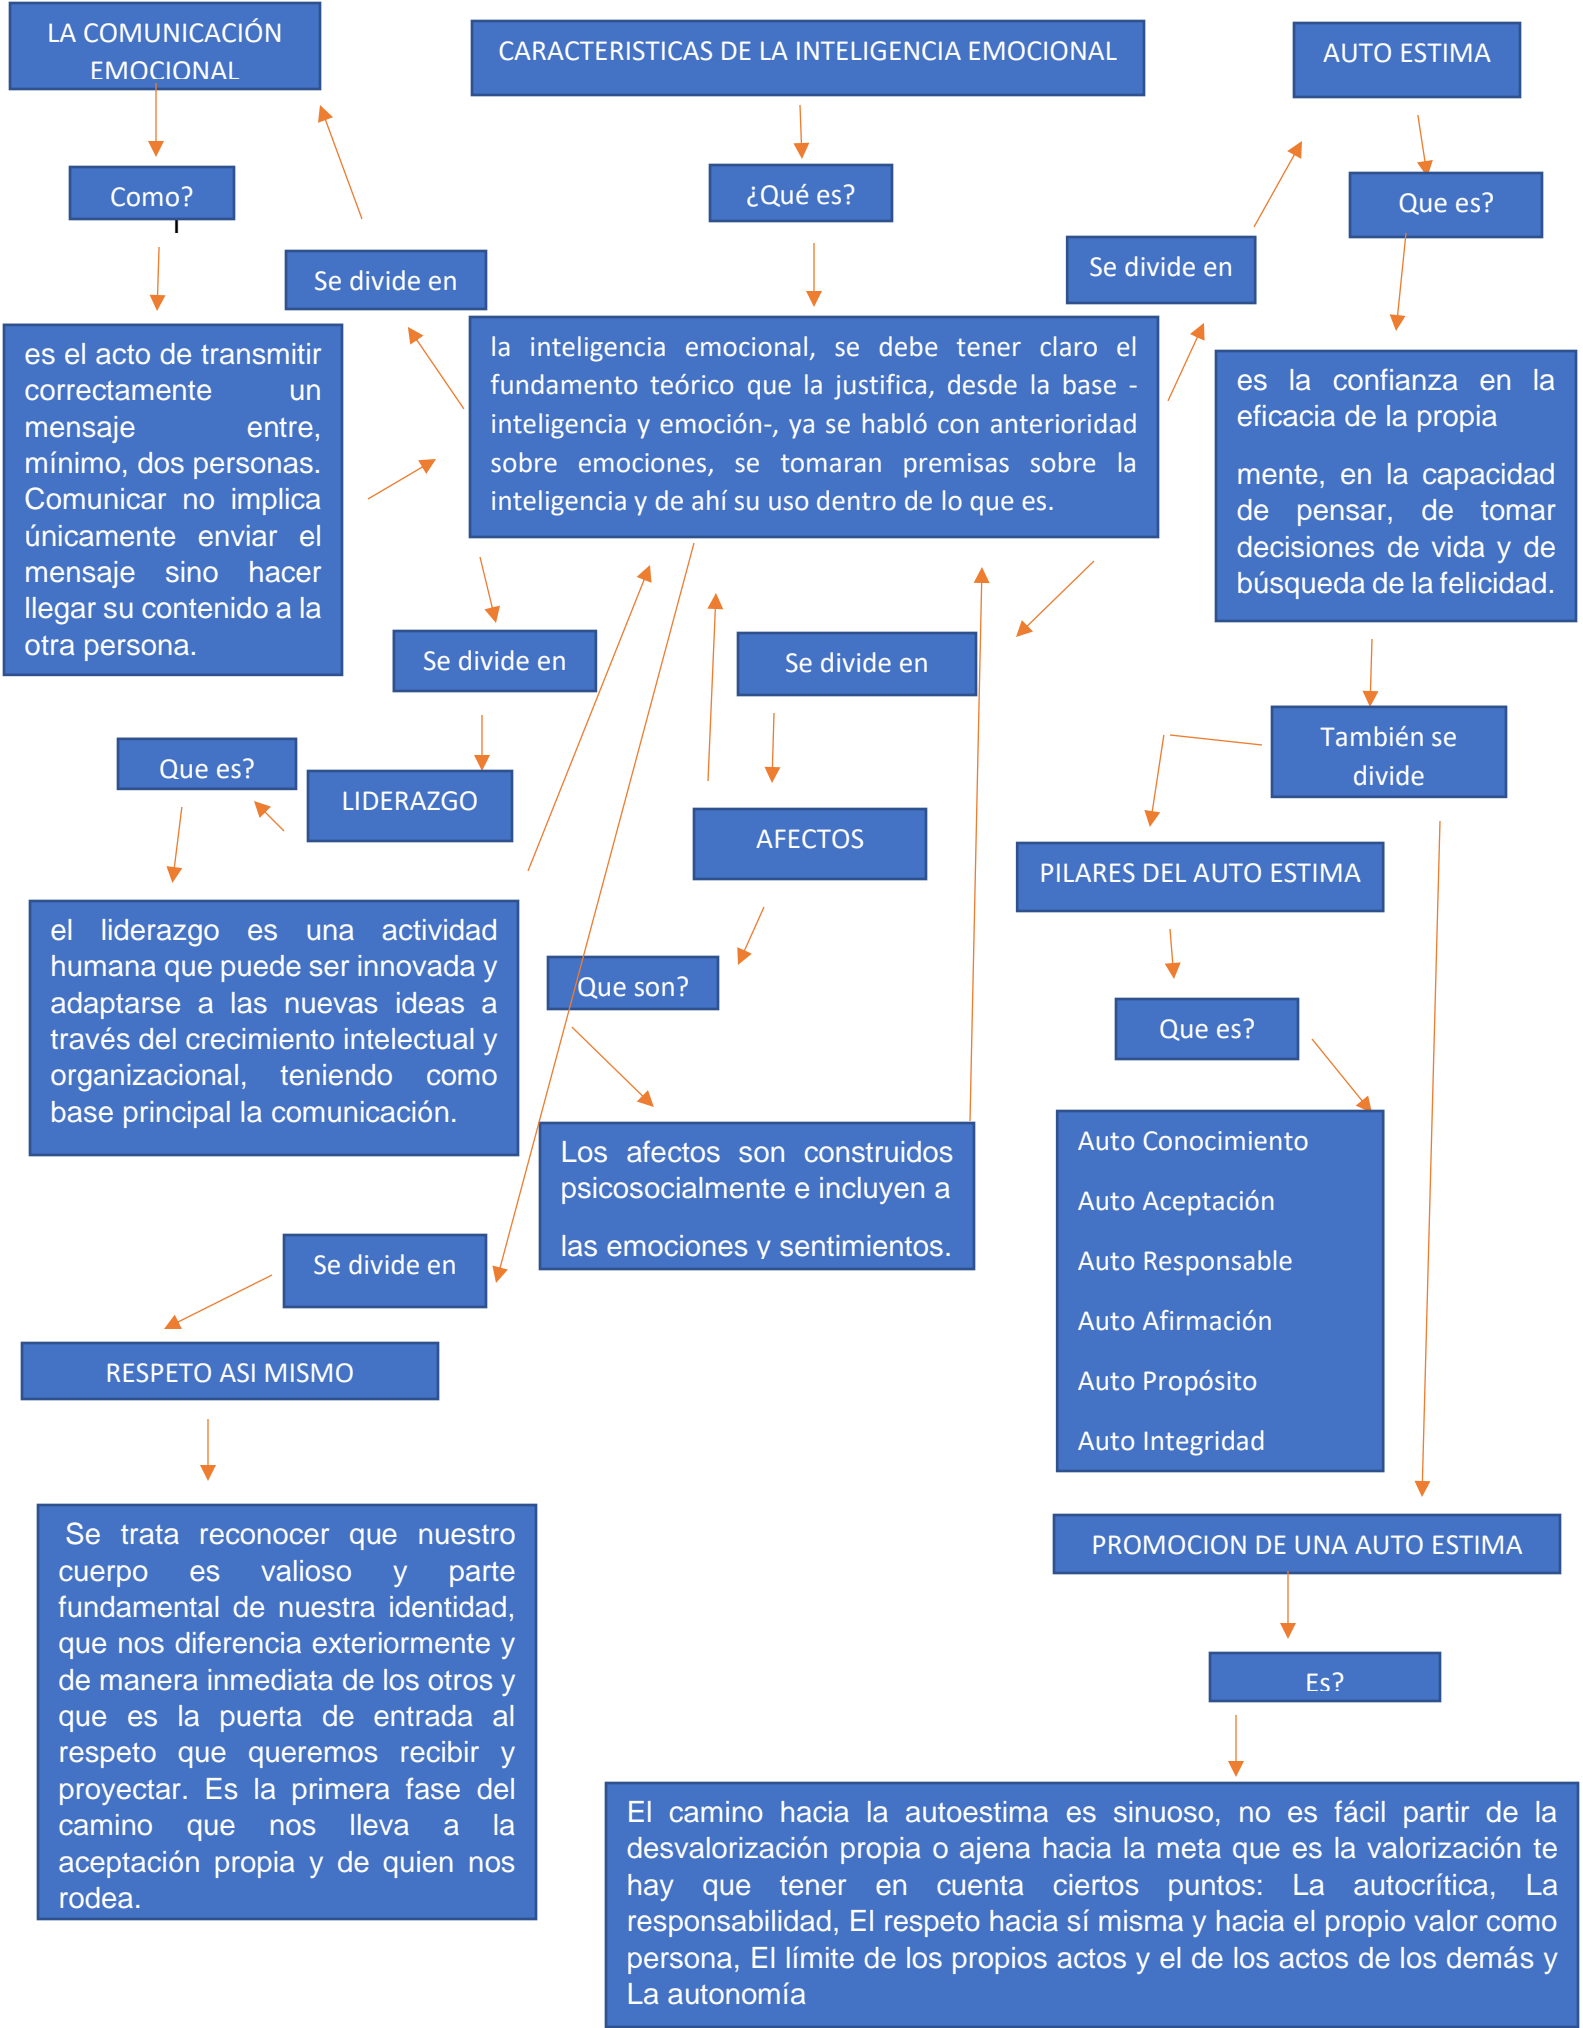 LA COMUNICACIÓN
EMOCIONAL
CARACTERISTICAS DE LA INTELIGENCIA EMOCIONAL
AUTO ESTIMA
Como?
¿Qué es?
Que es?
Se divide en
Se divide en
es el acto de transmitir
correctamente un
mensaje entre,
mínimo, dos personas.
Comunicar no implica
únicamente enviar el
mensaje sino hacer
llegar su contenido a la
otra persona.
la inteligencia emocional, se debe tener claro el
fundamento teórico que la justifica, desde la base -
inteligencia y emoción-, ya se habló con anterioridad
sobre emociones, se tomaran premisas sobre la
inteligencia y de ahí su uso dentro de lo que es.
es la confianza en la
eficacia de la propia
mente, en la capacidad
de pensar, de tomar
decisiones de vida y de
búsqueda de la felicidad.
Se divide en
Se divide en
También se
divide
Que es?
LIDERAZGO
AFECTOS
PILARES DEL AUTO ESTIMA
el liderazgo es una actividad
humana que puede ser innovada y
adaptarse a las nuevas ideas a
través del crecimiento intelectual y
organizacional, teniendo como
base principal la comunicación.
Que son?
Que es?
Los afectos son construidos
psicosocialmente e incluyen a
las emociones y sentimientos.
Auto Conocimiento
Auto Aceptación
Auto Responsable
Auto Afirmación
Auto Propósito
Auto Integridad
Se divide en
RESPETO ASI MISMO
Se trata reconocer que nuestro
cuerpo es valioso y parte
fundamental de nuestra identidad,
que nos diferencia exteriormente y
de manera inmediata de los otros y
que es la puerta de entrada al
respeto que queremos recibir y
proyectar. Es la primera fase del
camino que nos lleva a la
aceptación propia y de quien nos
rodea.
PROMOCION DE UNA AUTO ESTIMA
Es?
El camino hacia la autoestima es sinuoso, no es fácil partir de la
desvalorización propia o ajena hacia la meta que es la valorización te
hay que tener en cuenta ciertos puntos: La autocrítica, La
responsabilidad, El respeto hacia sí misma y hacia el propio valor como
persona, El límite de los propios actos y el de los actos de los demás y
La autonomía